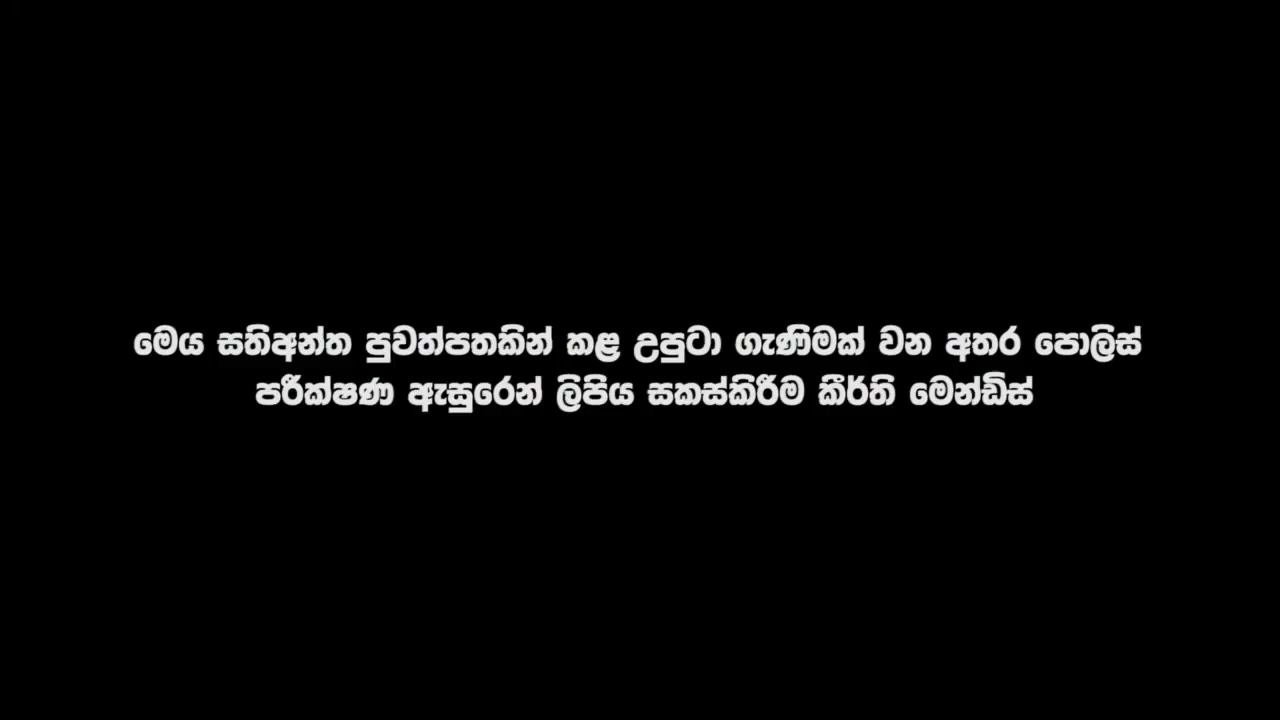 මෙය සතිඅන්ත පුවත්පතකින් කළ උපුටා ගැණිමක් වන අතර පොලිස්
පරීක්ෂණ ඇසුරෙන් ලිපිය සකස්කිරීම කීර්ති මෙන්ඩිස්